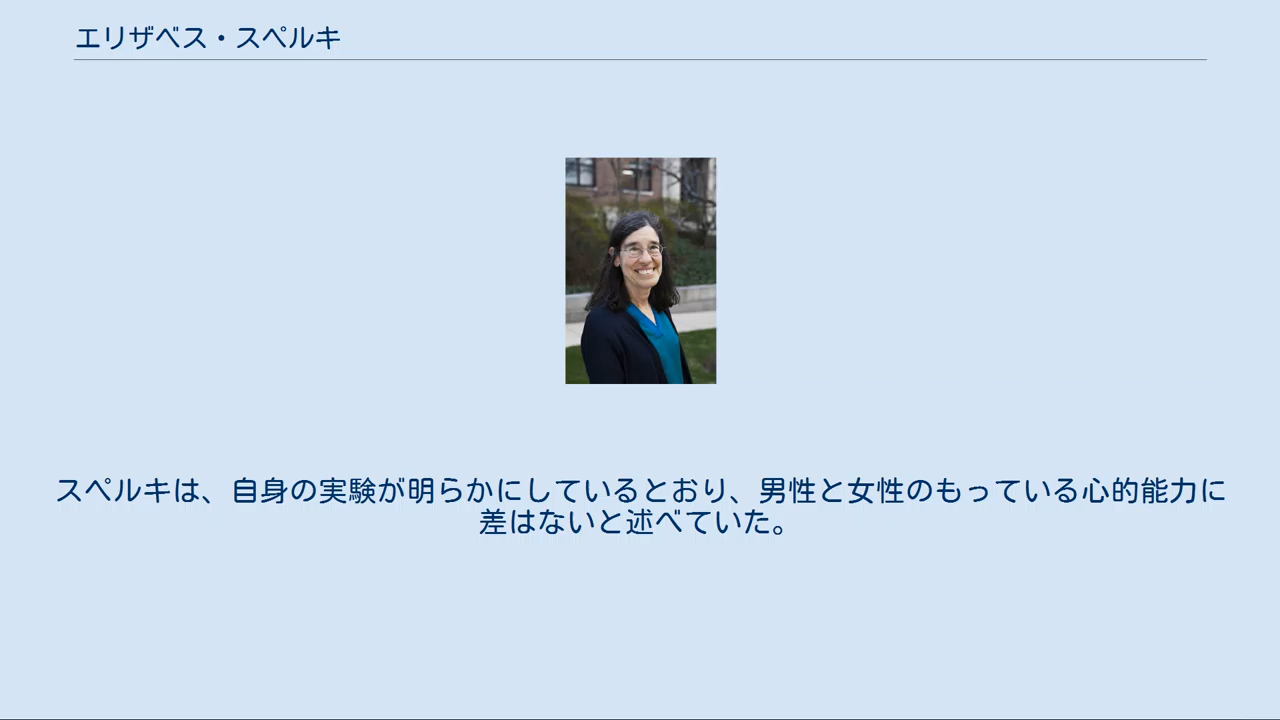 エリザベス・スペルキ
スペルキは、自身の実験が明らかにしているとおり、男性と女性のもっている心的能力に
差はないと述べていた。